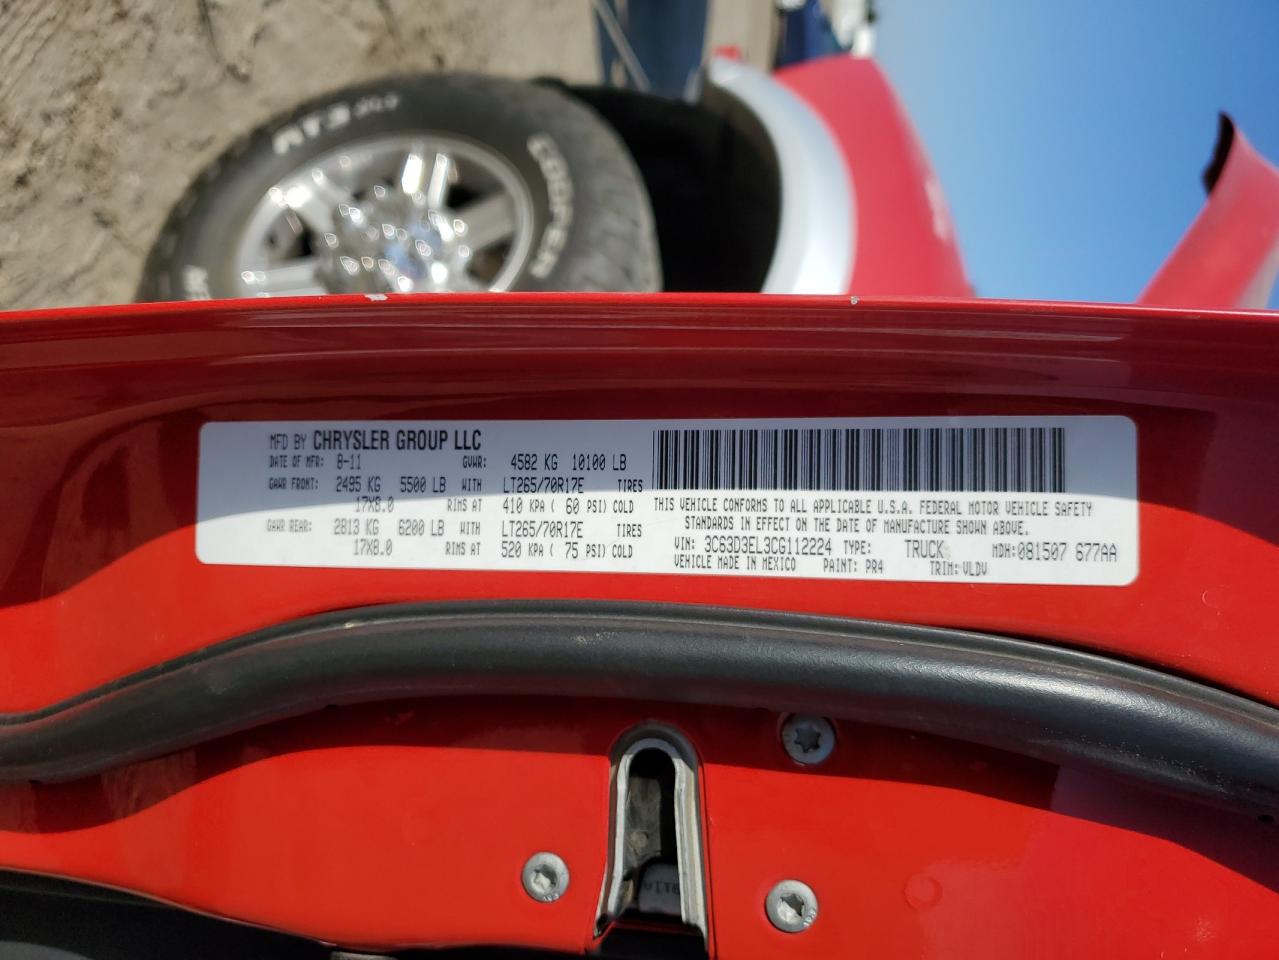 RT3
COOPER
MFD BY CHRYSLER GROUP LLC
DATE OF MFR: 8-11 GVWR: 4582 KG 10100 LB
GAWR FRONT: 2495 KG 5500 LB WITH LT265/70R17E TIRES
17X8.0 RIMS AT 410 KPA ( 60 PSI) COLD
GAWR REAR: 2813 KG 6200 LB WITH LT265/70R17E TIRES
17X8.0 RIMS AT 520 KPA ( 75 PSI) COLD
THIS VEHICLE CONFORMS TO ALL APPLICABLE U.S.A. FEDERAL MOTOR VEHICLE SAFETY
STANDARDS IN EFFECT ON THE DATE OF MANUFACTURE SHOWN ABOVE.
VIN: 3C63D3EL3CG112224 TYPE: TRUCK MDH: 081507 677AA
VEHICLE MADE IN MEXICO PAINT: PR4 TRIM: VLDV